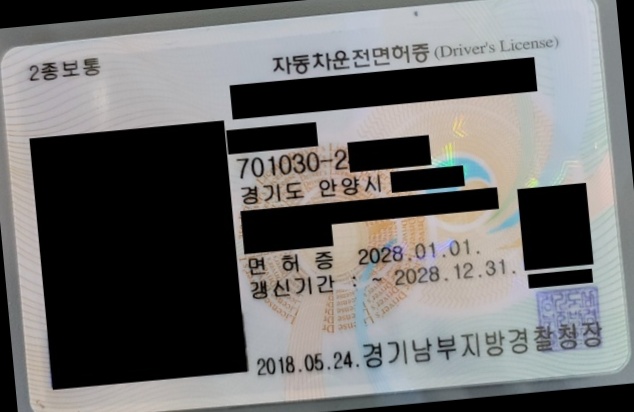 2종보통
자동차운전면허증 (Driver's License)
701030-2
경기도 안양시
면 허 증 2028.01.01.
갱신기간 : ~ 2028.12.31.
2018.05.24.경기남부지방경찰청장